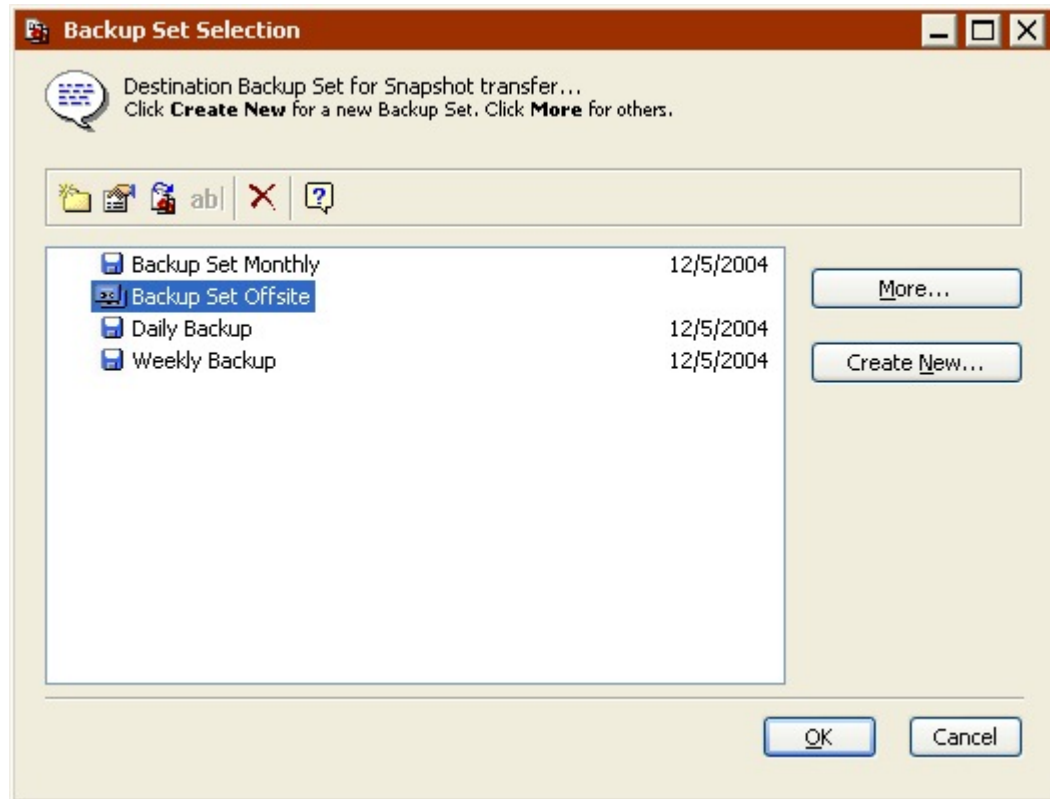 Backup Set Selection
Destination Backup Set for Snapshot transfer...
Click Create New for a new Backup Set. Click More for others.
ab|
Backup Set Monthly 12/5/2004
Backup Set Offsite
Daily Backup 12/5/2004
Weekly Backup 12/5/2004
More...
Create New...
OK
Cancel